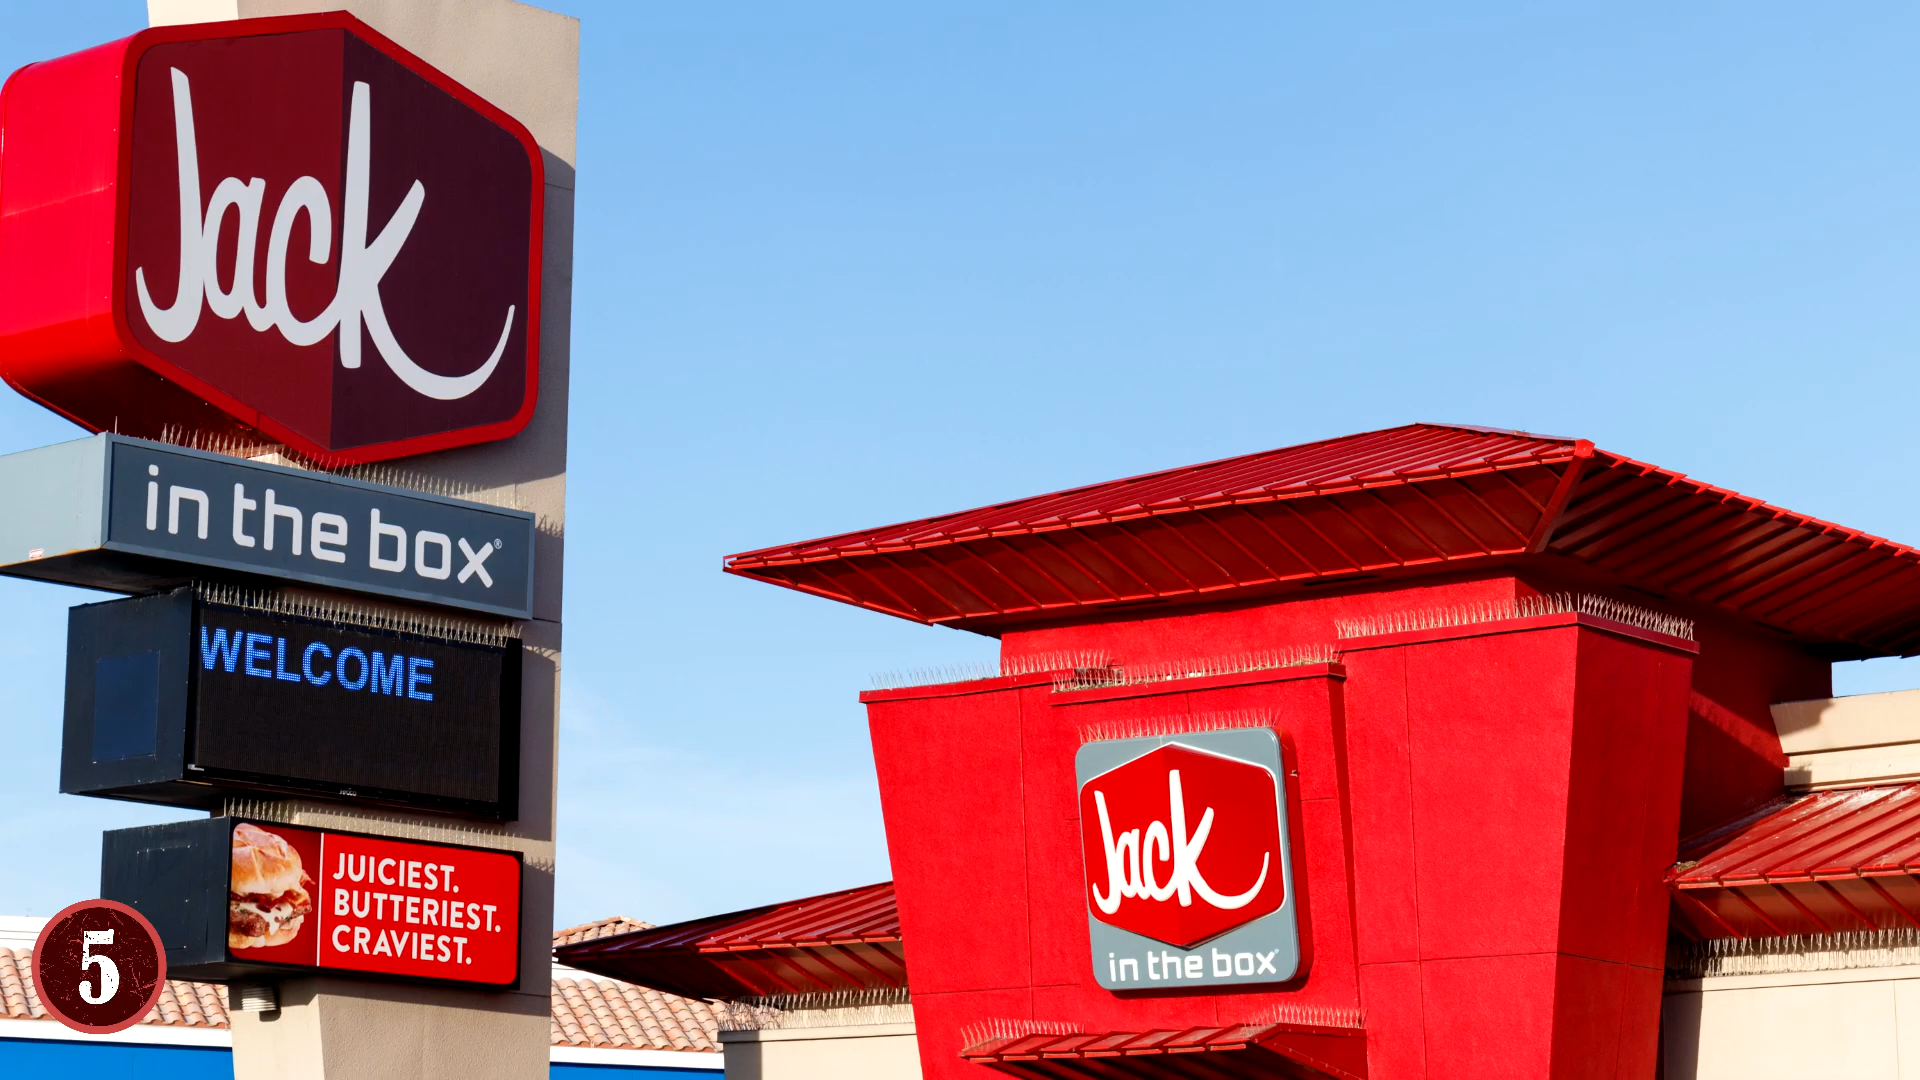 Jack
in the box®
WELCOME
JUICIEST.
BUTTERIEST.
CRAVIEST.
5
Jack
in the box